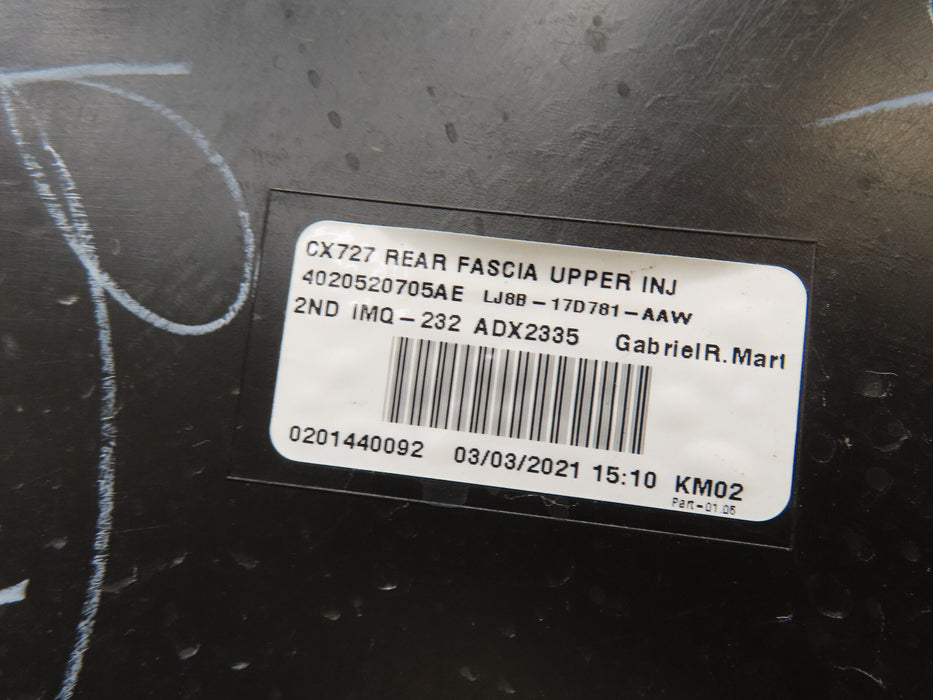 CX727 REAR FASCIA UPPER INJ
4020520705AE LJ8B-17D781-AAW
2ND IMQ-232 ADX2335 GabrielR.Mart
0201440092 03/03/2021 15:10 KM02
Part-01.05